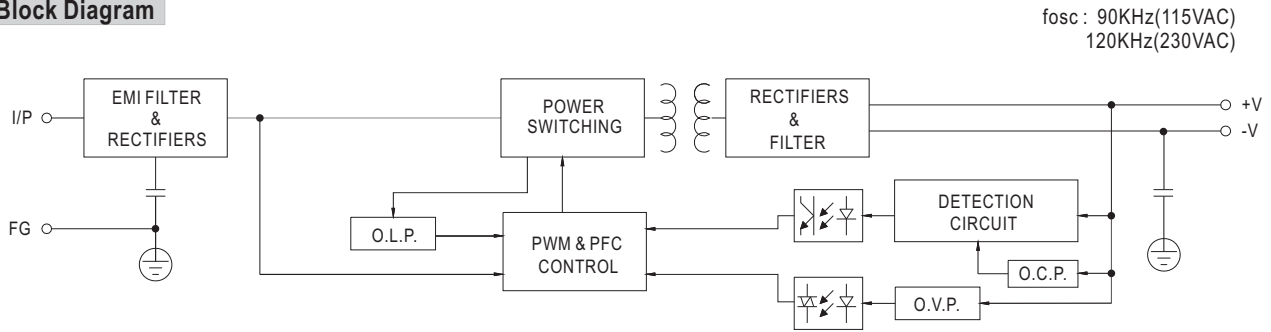 Block Diagram
fosc : 90KHz(115VAC)
120KHz(230VAC)
I/P
EMI FILTER
&
RECTIFIERS
POWER
SWITCHING
RECTIFIERS
&
FILTER
+V
-V
FG
O.L.P.
PWM & PFC
CONTROL
DETECTION
CIRCUIT
O.C.P.
O.V.P.